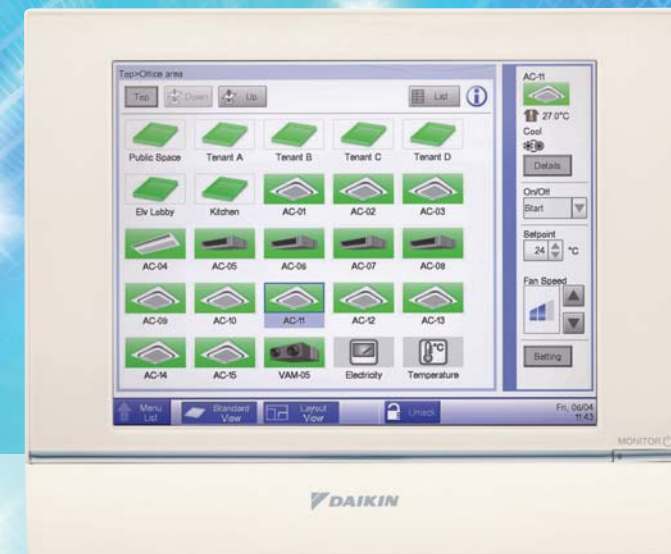 Top>Office area
Top Down Up List
Public Space Tenant A Tenant B Tenant C Tenant D
Elv Lobby Kitchen AC-01 AC-02 AC-03
AC-04 AC-05 AC-06 AC-07 AC-08
AC-09 AC-10 AC-11 AC-12 AC-13
AC-14 AC-15 VAM-05 Electricity Temperature
AC-11
27.0°C
Cool
Details
On/Off
Start
Setpoint
24 °C
Fan Speed
Setting
Menu List Standard View Layout View Unlock
Fri, 06/04
11:43
MONITOR
DAIKIN